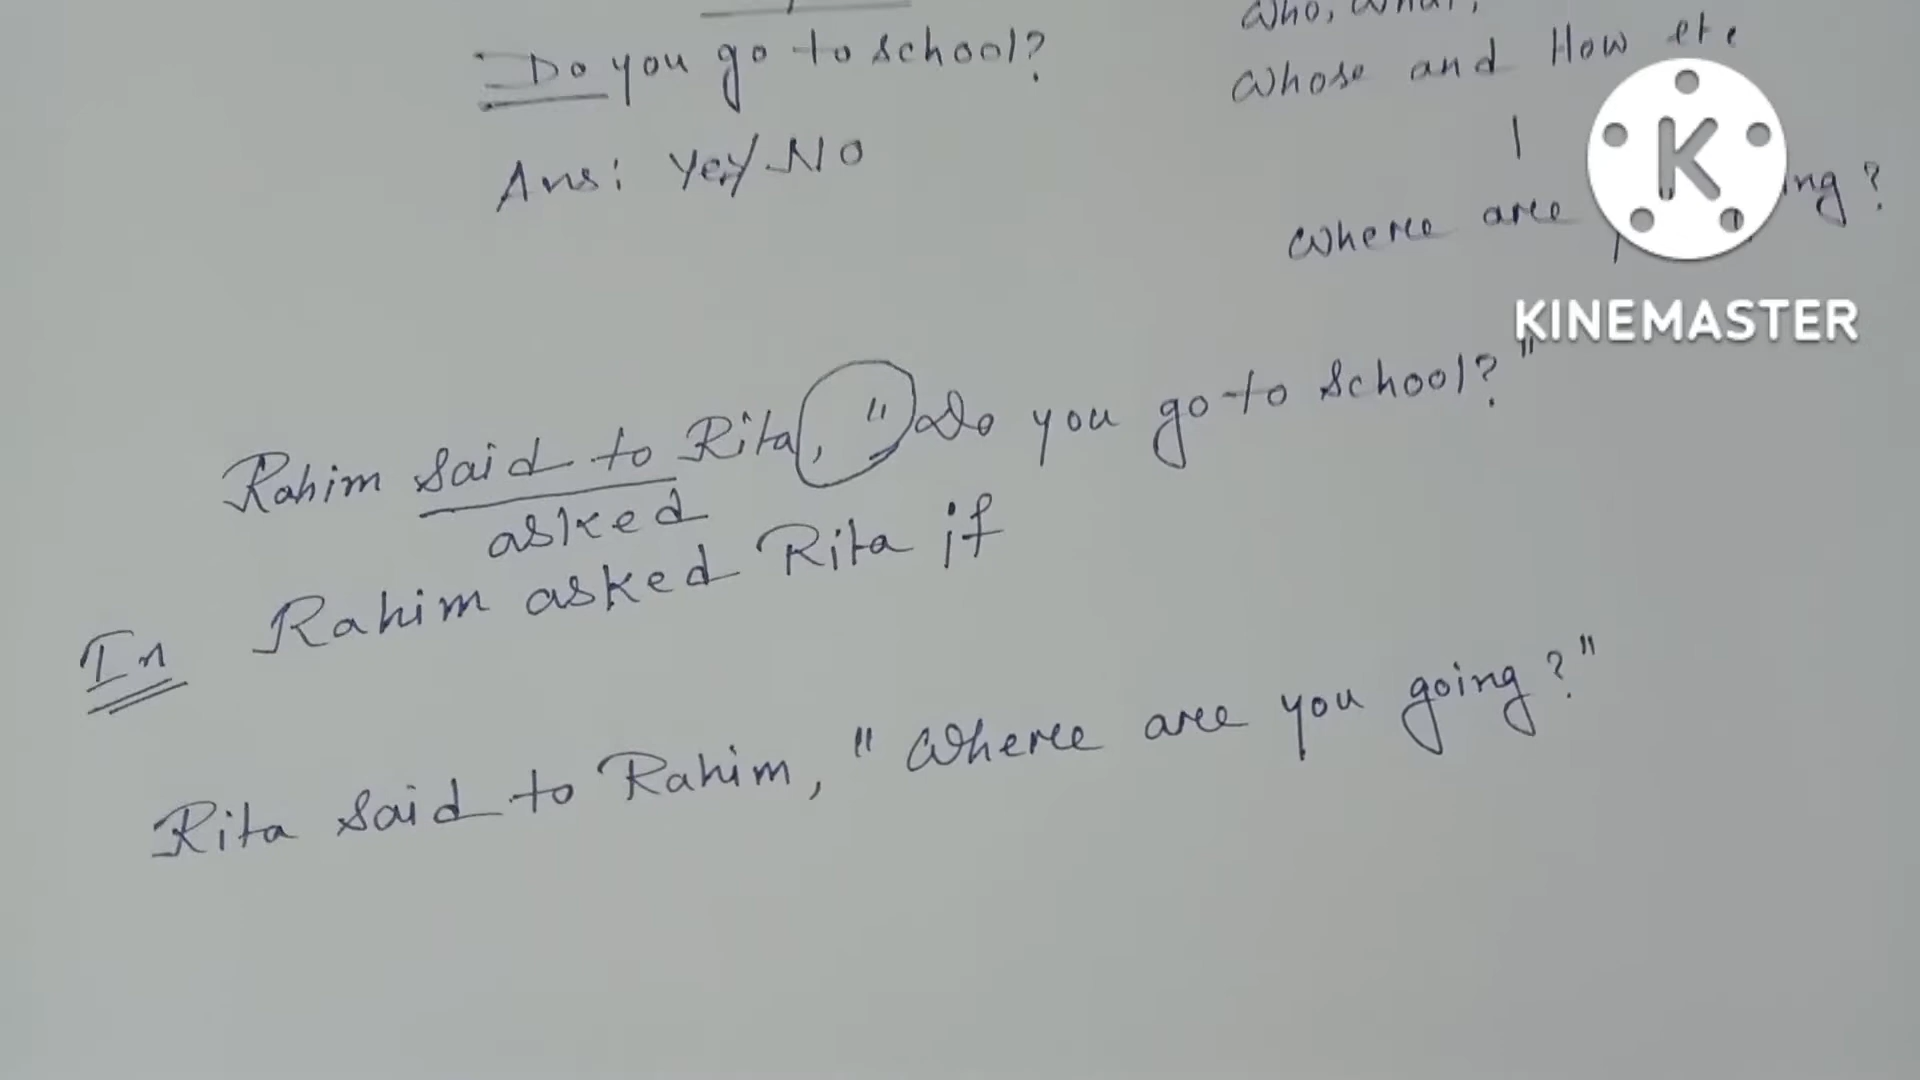 Do you go to school?
Ans: Yes/No
Who, What,
Whose and How etc
Where are
KINEMASTER
Rahim said to Rita, "Do you go to school?"
asked
In Rahim asked Rita if
Rita said to Rahim, "Where are you going?"